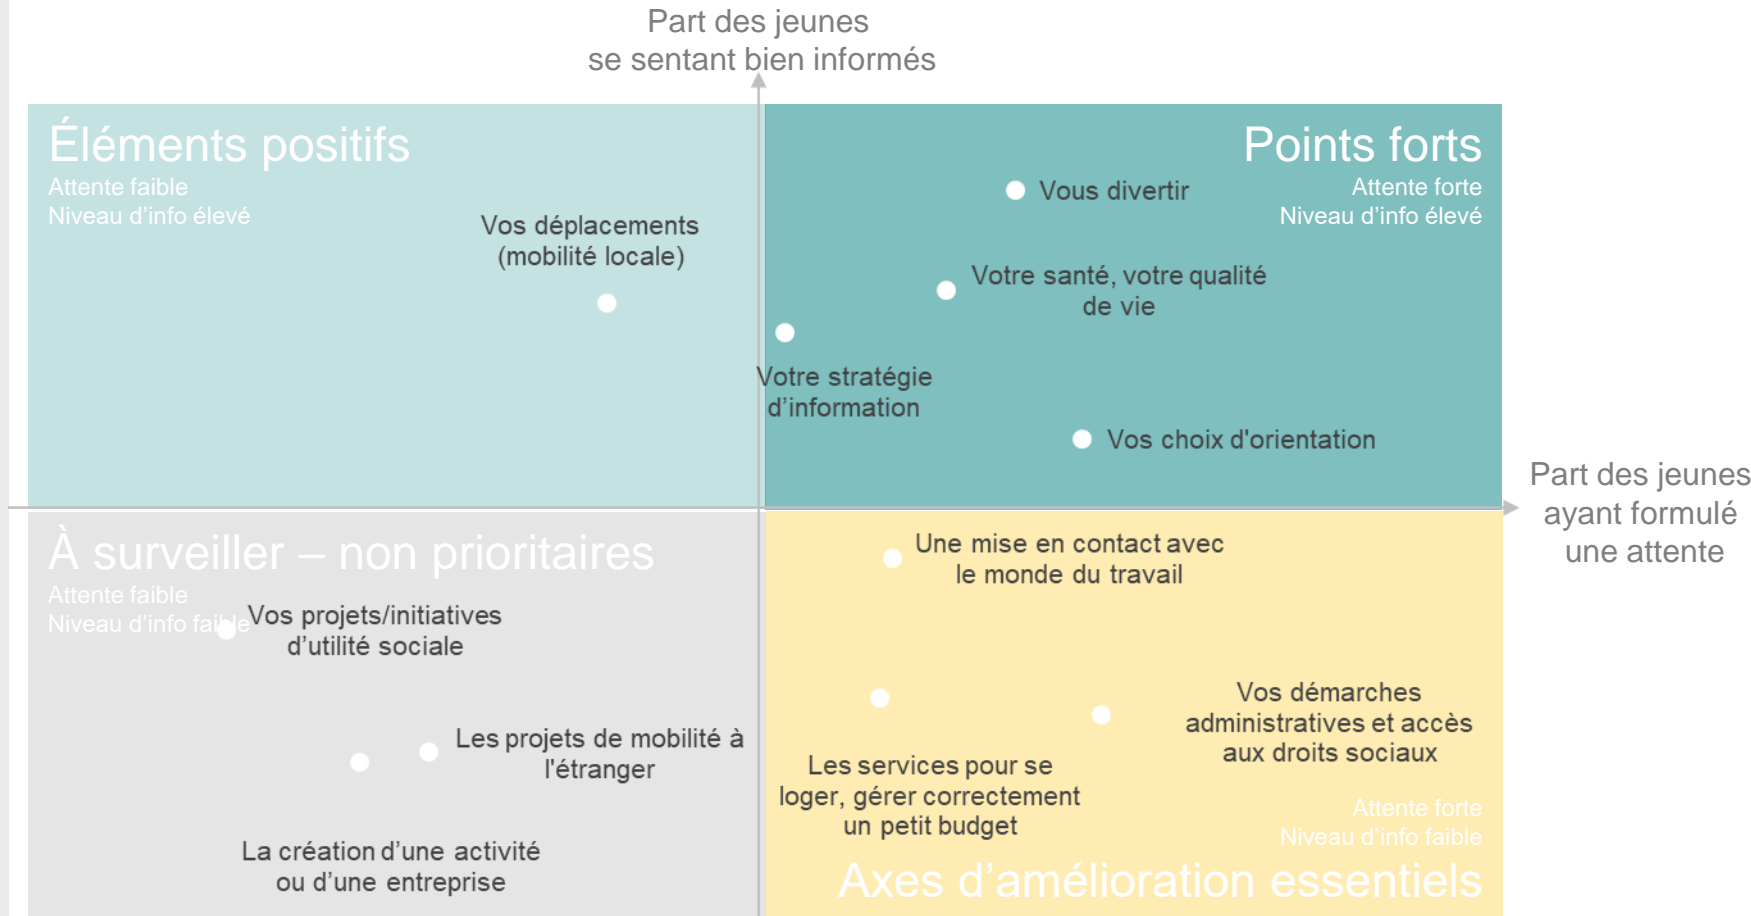 Part des jeunes
se sentant bien informés
Éléments positifs
Attente faible
Niveau d'info élevé
Vos déplacements
(mobilité locale)
Points forts
Attente forte
Niveau d'info élevé
Vous divertir
Votre santé, votre qualité
de vie
Votre stratégie
d'information
Vos choix d'orientation
Part des jeunes
ayant formulé
une attente
À surveiller – non prioritaires
Attente faible
Niveau d'info faible
Vos projets/initiatives
d'utilité sociale
Les projets de mobilité à
l'étranger
La création d'une activité
ou d'une entreprise
Une mise en contact avec
le monde du travail
Vos démarches
administratives et accès
aux droits sociaux
Les services pour se
loger, gérer correctement
un petit budget
Attente forte
Niveau d'info faible
Axes d'amélioration essentiels